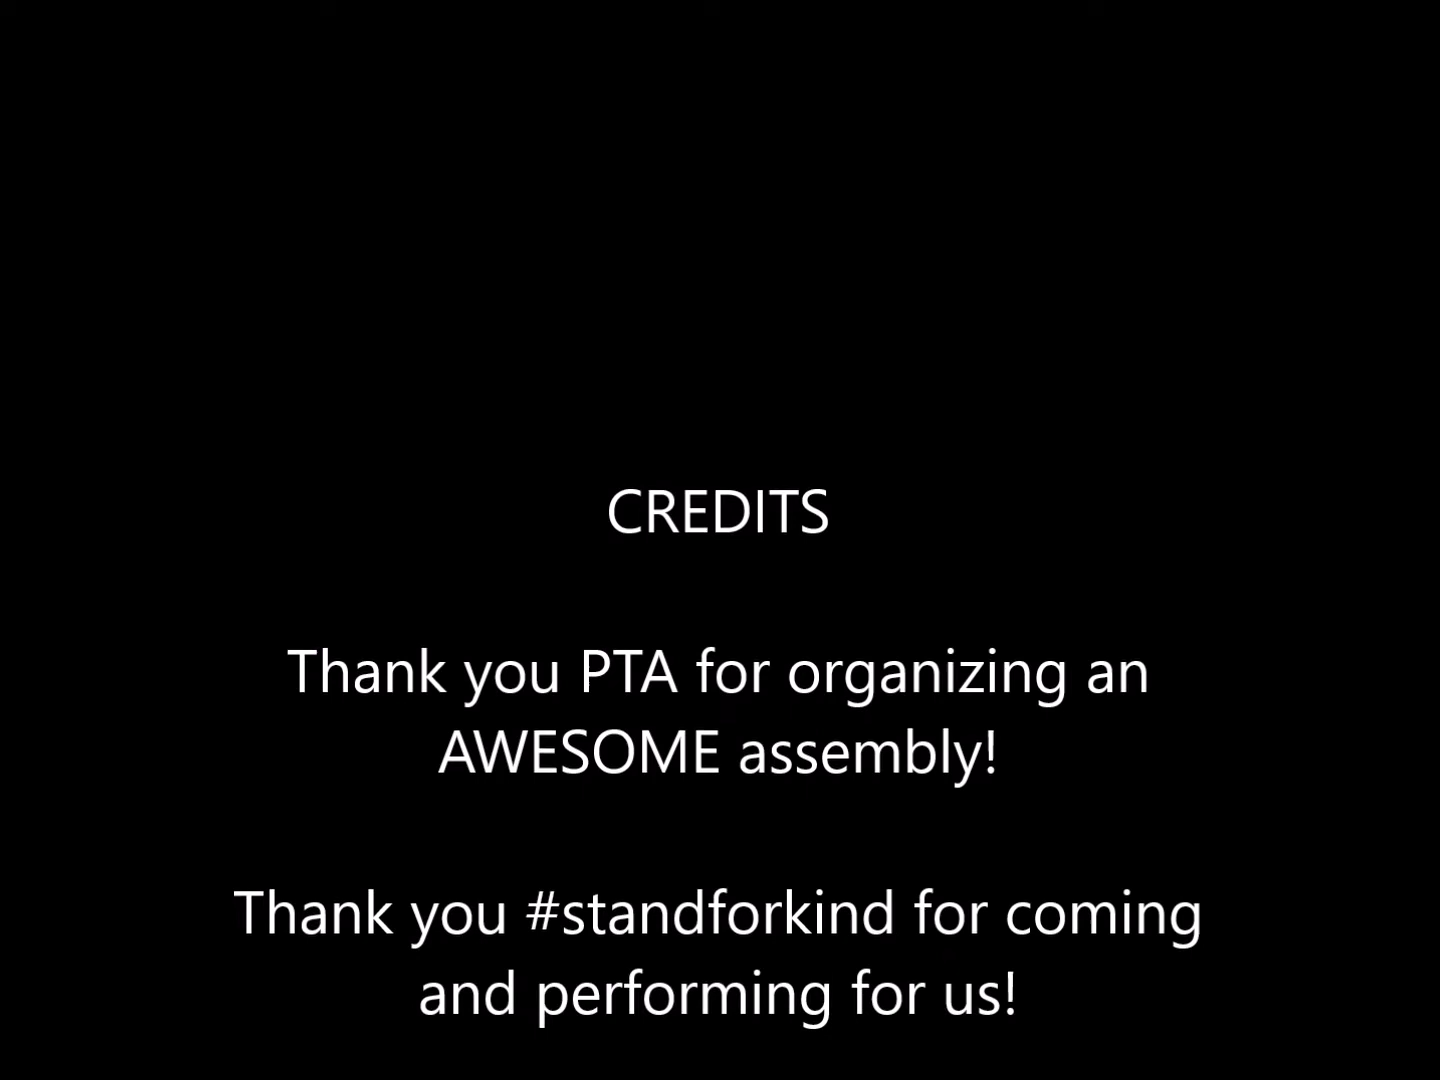 CREDITS
Thank you PTA for organizing an
AWESOME assembly!
Thank you #standforkind for coming
and performing for us!